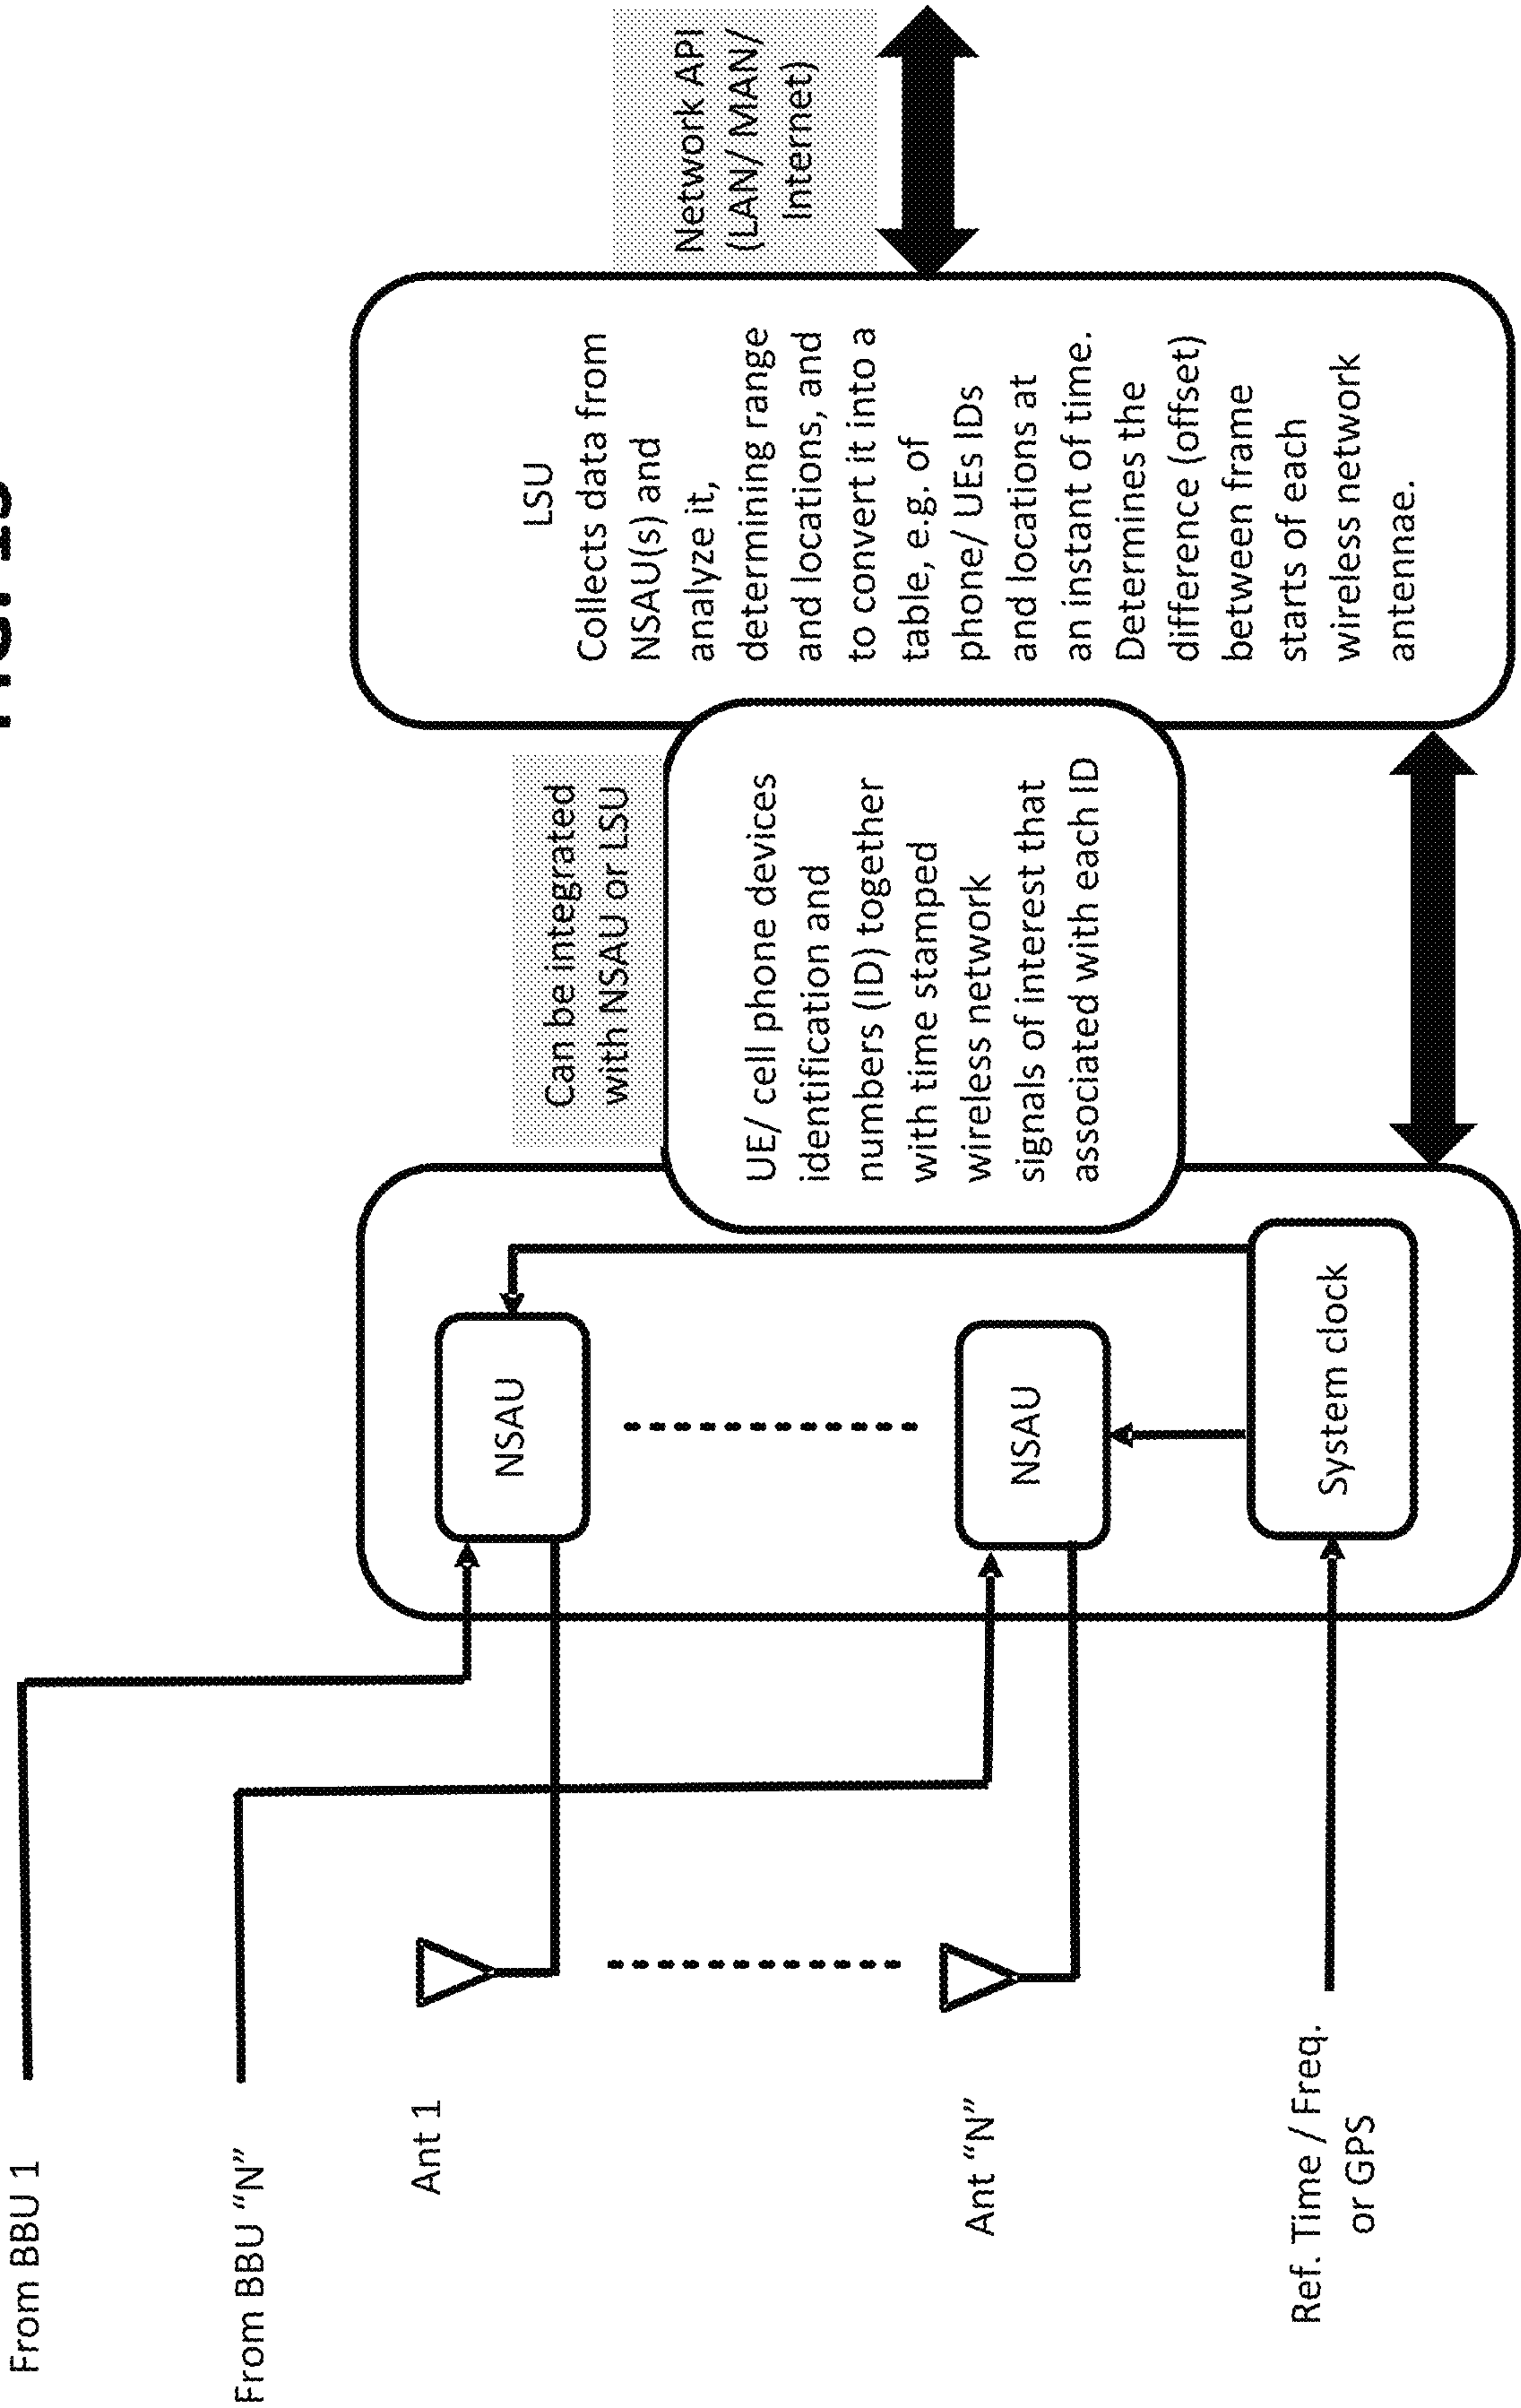 FIG.
From BBU 1
From BBU “N”
Ant 1
Ant “N”
Ref. Time / Freq.
or GPS
NSAU
NSAU
System clock
Can be integrated
with NSAU or LSU
UE/ cell phone devices
identification and
numbers (ID) together
with time stamped
wireless network
signals of interest that
associated with each ID
LSU
Collects data from
NSAU(s) and
analyze it,
determining range
and locations, and
to convert it into a
table, e.g. of
phone/ UEs IDs
and locations at
an instant of time.
Determines the
difference (offset)
between frame
starts of each
wireless network
antennae.
Network API
(LAN/ MAN/
Internet)